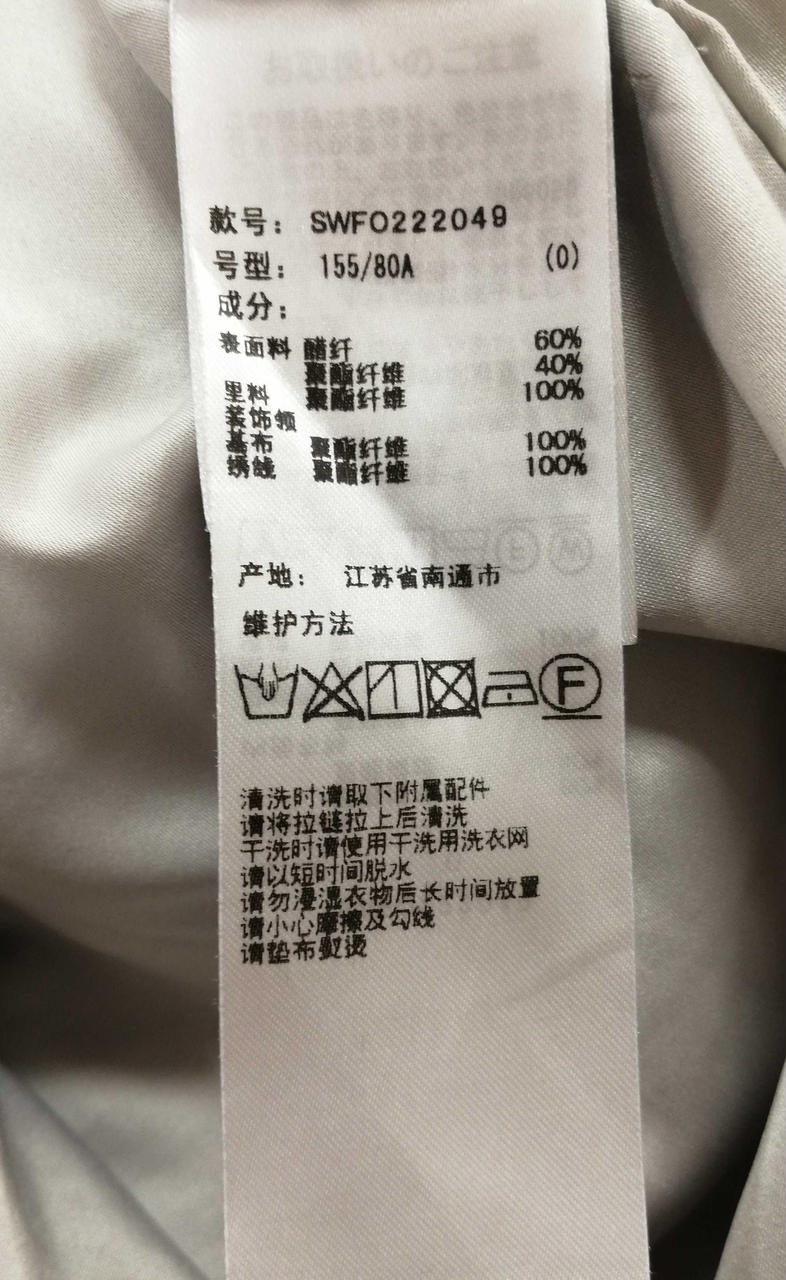 款号： SWFO222049
号型： 155/80A (0)
成分：
表面料 醋纤 60%
聚酯纤维 40%
里料 聚酯纤维 100%
装饰领
基布 聚酯纤维 100%
绣线 聚酯纤维 100%
产地： 江苏省南通市
维护方法
F
清洗时请取下附属配件
请将拉链拉上后清洗
干洗时请使用干洗用洗衣网
请以短时间脱水
请勿浸湿衣物后长时间放置
请小心摩擦及勾线
请垫布熨烫